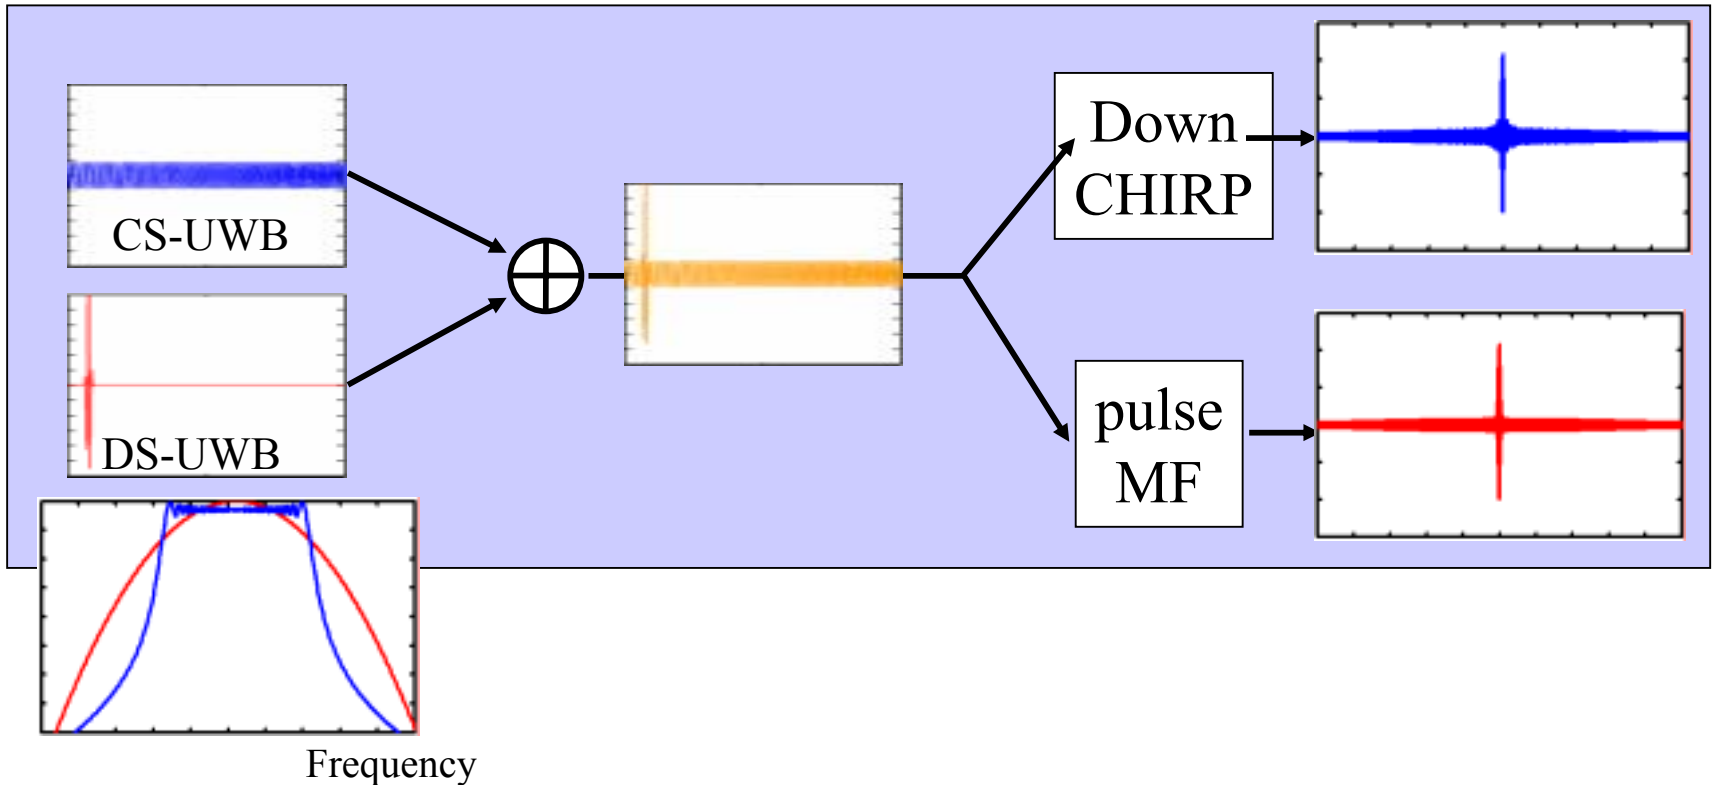 CS-UWB
DS-UWB
Down
CHIRP
pulse
MF
Frequency